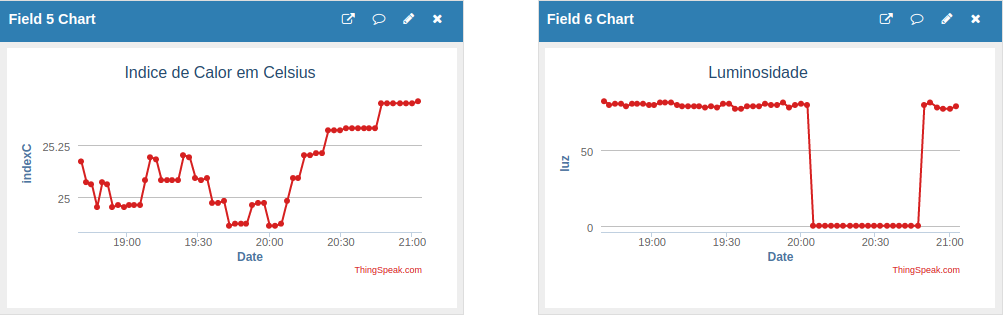 Field 5 Chart
Indice de Calor em Celsius
indexC
25.25
25
19:00 19:30 20:00 20:30 21:00
Date
ThingSpeak.com
Field 6 Chart
Luminosidade
luz
50
0
19:00 19:30 20:00 20:30 21:00
Date
ThingSpeak.com